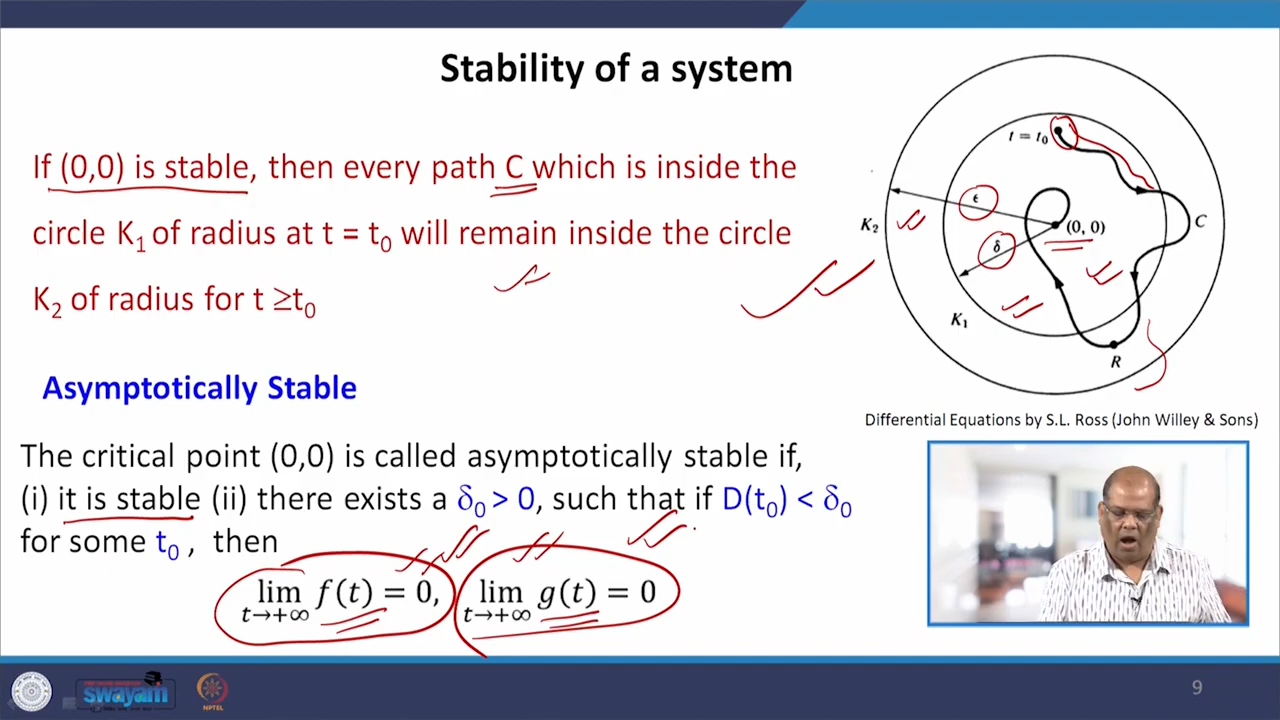 Stability of a system
If (0,0) is stable, then every path C which is inside the
circle K₁ of radius at t = t₀ will remain inside the circle
K₂ of radius for t ≥t₀
Asymptotically Stable
The critical point (0,0) is called asymptotically stable if,
(i) it is stable (ii) there exists a δ₀ > 0, such that if D(t₀) < δ₀
for some t₀ , then
lim t→+∞ f(t) = 0, lim t→+∞ g(t) = 0
t = t₀
ϵ
K₂
(0, 0)
C
δ
K₁
R
Differential Equations by S.L. Ross (John Willey & Sons)
swayam
NPTEL
9